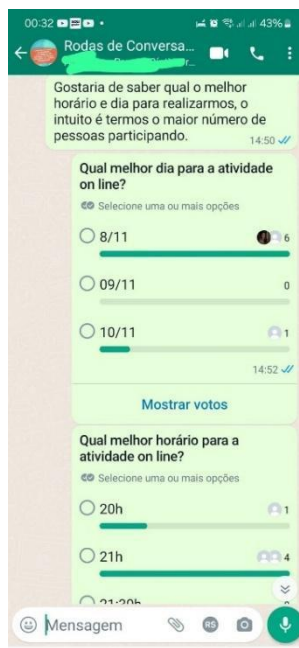 00:32
43%
Rodas de Conversa...
Gostaria de saber qual o melhor
horário e dia para realizarmos, o
intuito é termos o maior número de
pessoas participando.
14:50
Qual melhor dia para a atividade
on line?
Selecione uma ou mais opções
8/11 6
09/11 0
10/11 1
14:52
Mostrar votos
Qual melhor horário para a
atividade on line?
Selecione uma ou mais opções
20h 1
21h 4
Mensagem
R$